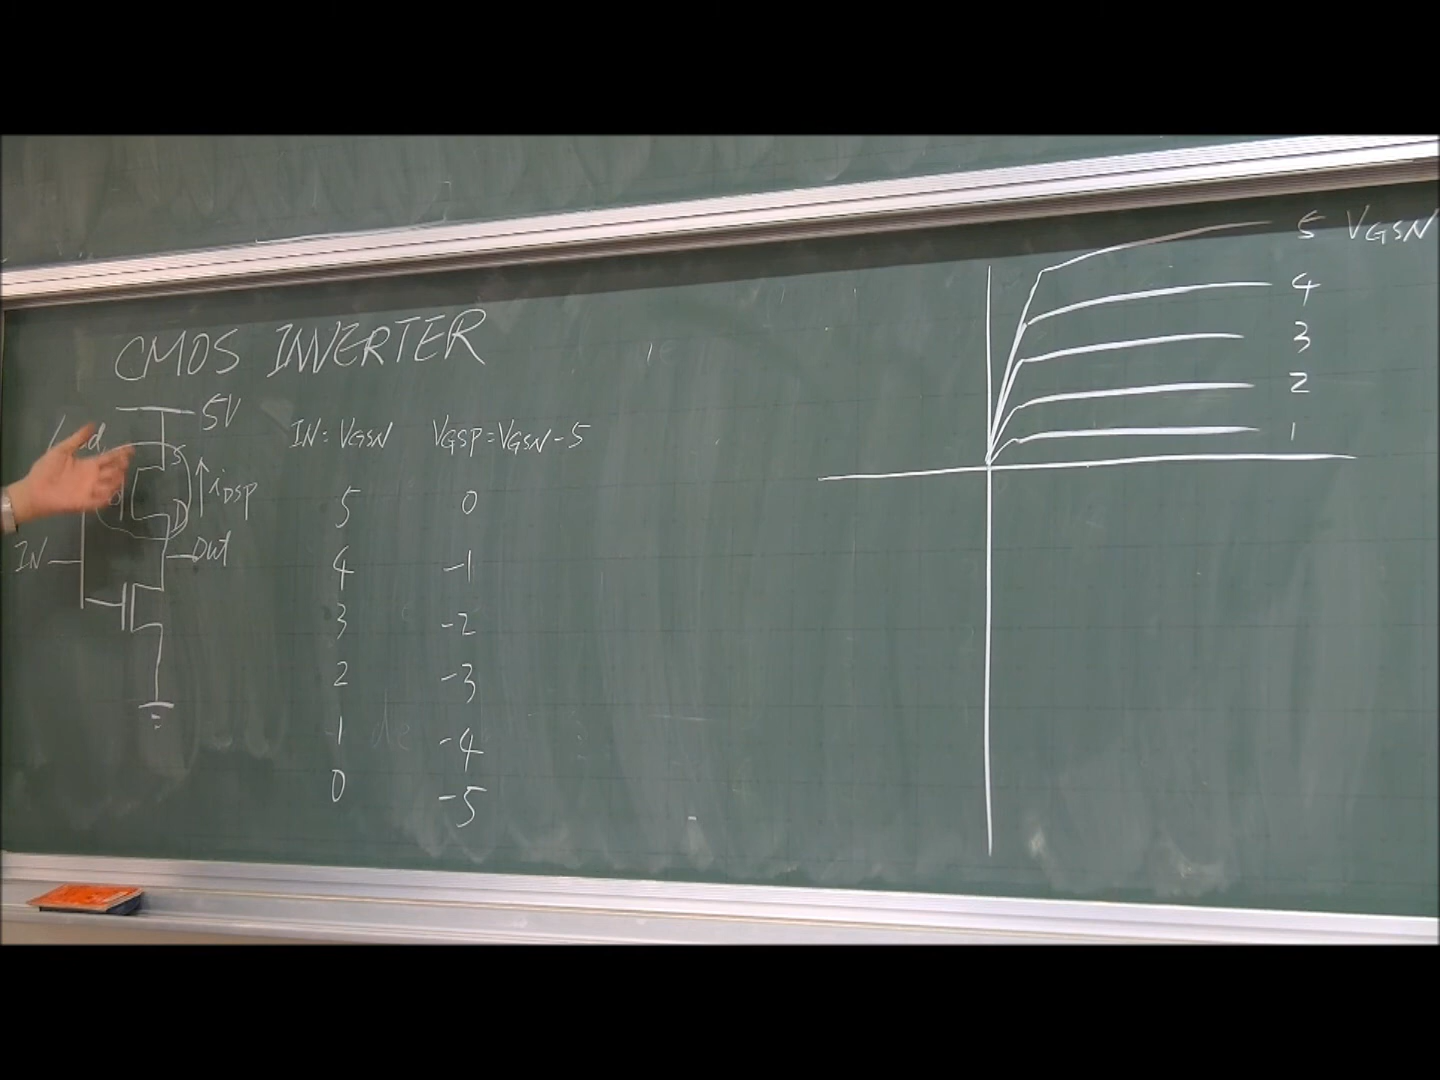 CMOS INVERTER
5V
S
D
iDSP
IN
Out
IN: VGSN VGSP=VGSN-5
5 0
4 -1
3 -2
2 -3
1 -4
0 -5
5 VGSN
4
3
2
1